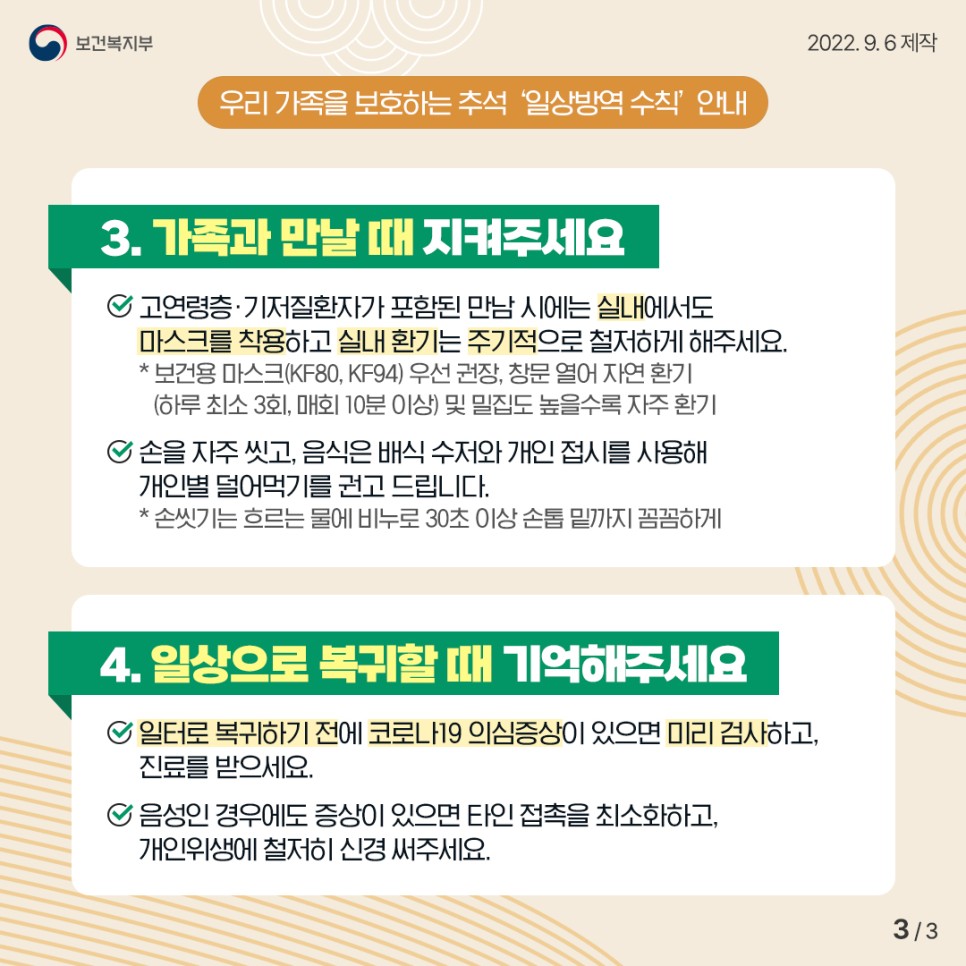 보건복지부
2022. 9. 6 제작
우리 가족을 보호하는 추석 ‘일상방역 수칙’ 안내
3. 가족과 만날 때 지켜주세요
고연령층·기저질환자가 포함된 만남 시에는 실내에서도
마스크를 착용하고 실내 환기는 주기적으로 철저하게 해주세요.
* 보건용 마스크(KF80, KF94) 우선 권장, 창문 열어 자연 환기
(하루 최소 3회, 매회 10분 이상) 및 밀집도 높을수록 자주 환기
손을 자주 씻고, 음식은 배식 수저와 개인 접시를 사용해
개인별 덜어먹기를 권고 드립니다.
* 손씻기는 흐르는 물에 비누로 30초 이상 손톱 밑까지 꼼꼼하게
4. 일상으로 복귀할 때 기억해주세요
일터로 복귀하기 전에 코로나19 의심증상이 있으면 미리 검사하고,
진료를 받으세요.
음성인 경우에도 증상이 있으면 타인 접촉을 최소화하고,
개인위생에 철저히 신경 써주세요.
3 / 3